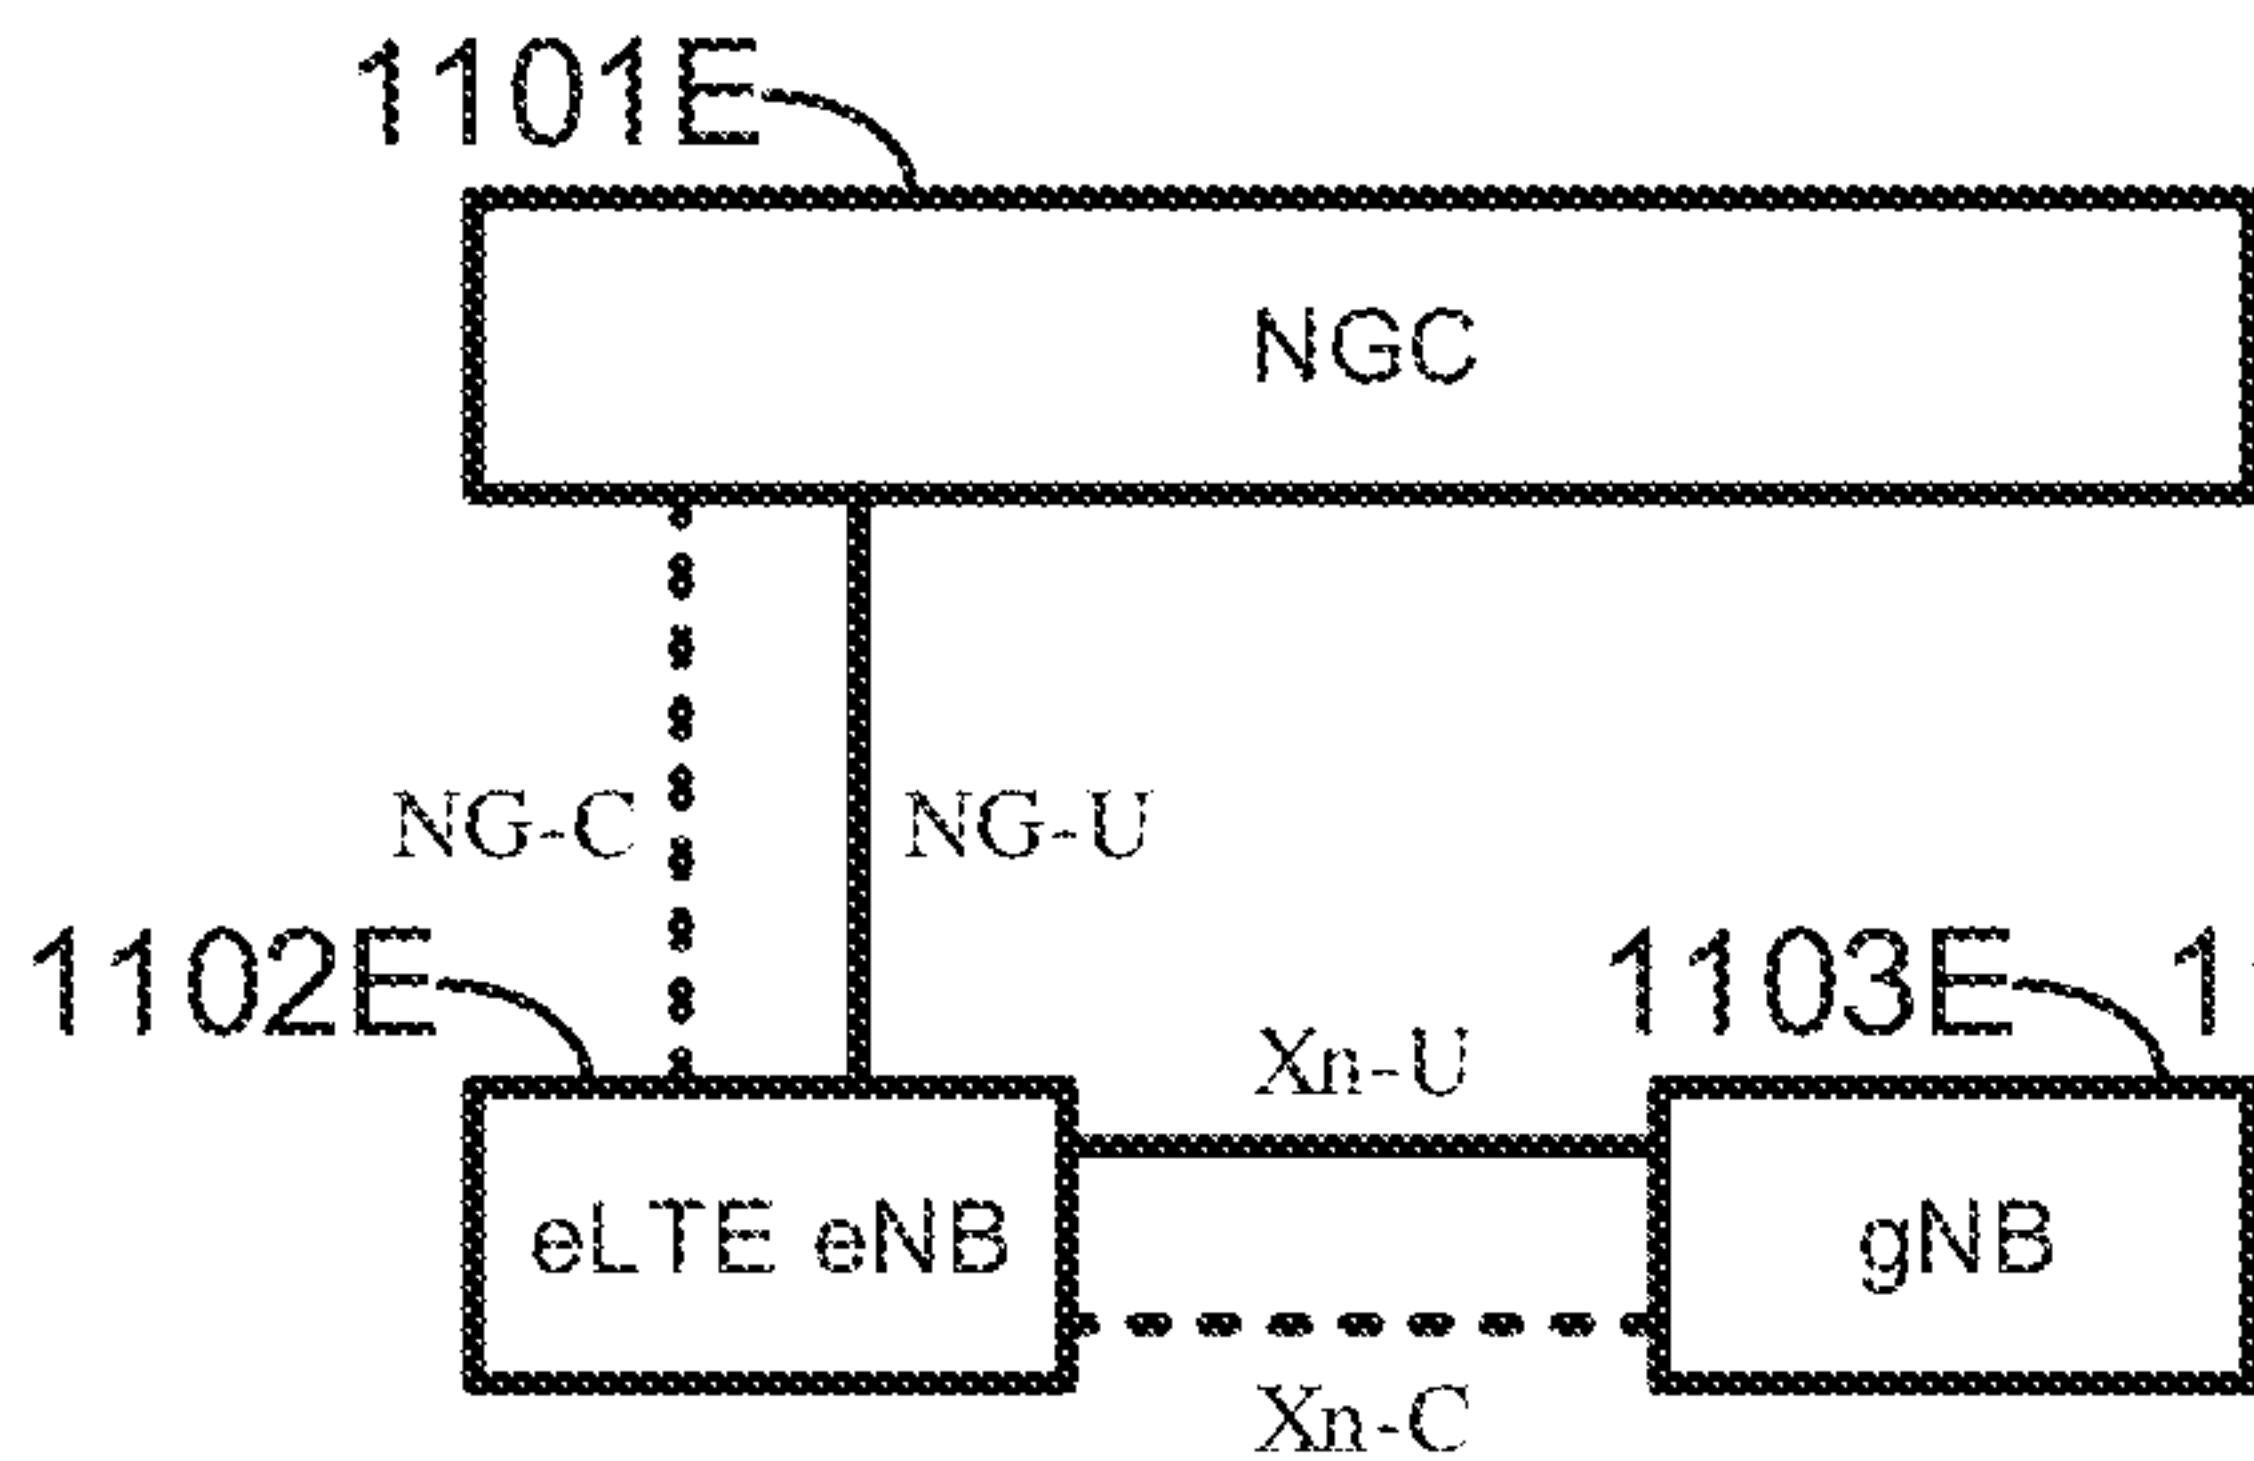 1101E
NGC
NG-C
NG-U
1102E
1103E
Xn-U
eLTE eNB
gNB
Xn-C